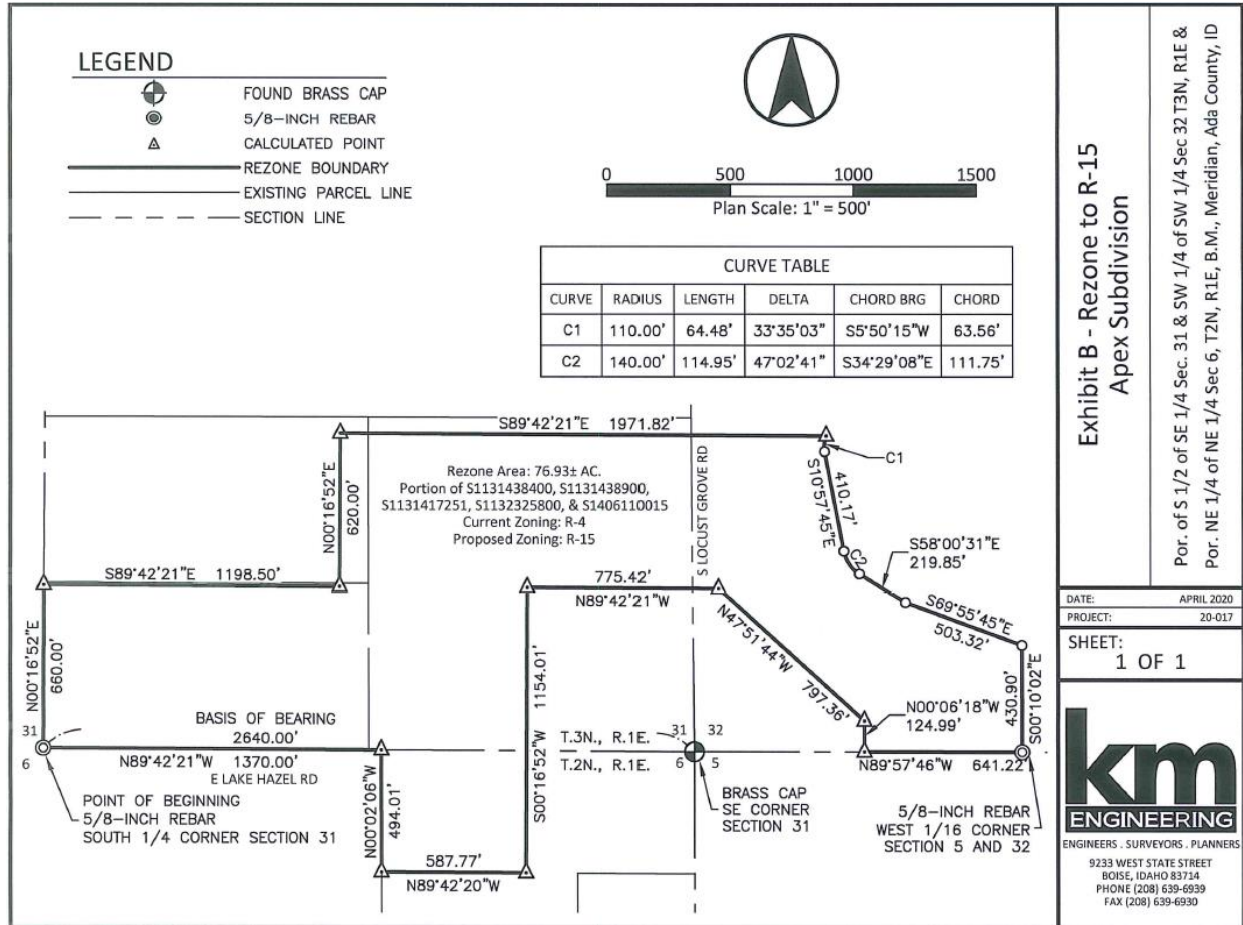 LEGEND
FOUND BRASS CAP
5/8-INCH REBAR
CALCULATED POINT
REZONE BOUNDARY
EXISTING PARCEL LINE
SECTION LINE
0 500 1000 1500
Plan Scale: 1" = 500'
CURVE TABLE
CURVE RADIUS LENGTH DELTA CHORD BRG CHORD
C1 110.00' 64.48' 33°35'03" S5°50'15"W 63.56'
C2 140.00' 114.95' 47°02'41" S34°29'08"E 111.75'
S89°42'21"E 1971.82'
C1
N00°16'52"E
620.00'
Rezone Area: 76.93± AC.
Portion of S1131438400, S1131438900,
S1131417251, S1132325800, & S1406110015
Current Zoning: R-4
Proposed Zoning: R-15
S LOCUST GROVE RD
410.17'
S10°57'45"E
C2
S58°00'31"E
219.85'
S89°42'21"E 1198.50'
775.42'
N89°42'21"W
S69°55'45"E
503.32'
N00°16'52"E
660.00'
N47°51'44"W
797.36'
1154.01'
S00°16'52"W
N00°06'18"W
124.99'
430.90'
S00°10'02"E
BASIS OF BEARING
2640.00'
N89°42'21"W 1370.00'
E LAKE HAZEL RD
31
6
T.3N., R.1E.
T.2N., R.1E.
31 32
6 5
N89°57'46"W 641.22'
POINT OF BEGINNING
5/8-INCH REBAR
SOUTH 1/4 CORNER SECTION 31
N00°02'06"W
494.01'
587.77'
N89°42'20"W
BRASS CAP
SE CORNER
SECTION 31
5/8-INCH REBAR
WEST 1/16 CORNER
SECTION 5 AND 32
Exhibit B - Rezone to R-15
Apex Subdivision
Por. of S 1/2 of SE 1/4 Sec. 31 & SW 1/4 of SW 1/4 Sec 32 T3N, R1E &
Por. NE 1/4 of NE 1/4 Sec 6, T2N, R1E, B.M., Meridian, Ada County, ID
DATE: APRIL 2020
PROJECT: 20-017
SHEET:
1 OF 1
km
ENGINEERING
ENGINEERS . SURVEYORS . PLANNERS
9233 WEST STATE STREET
BOISE, IDAHO 83714
PHONE (208) 639-6939
FAX (208) 639-6930